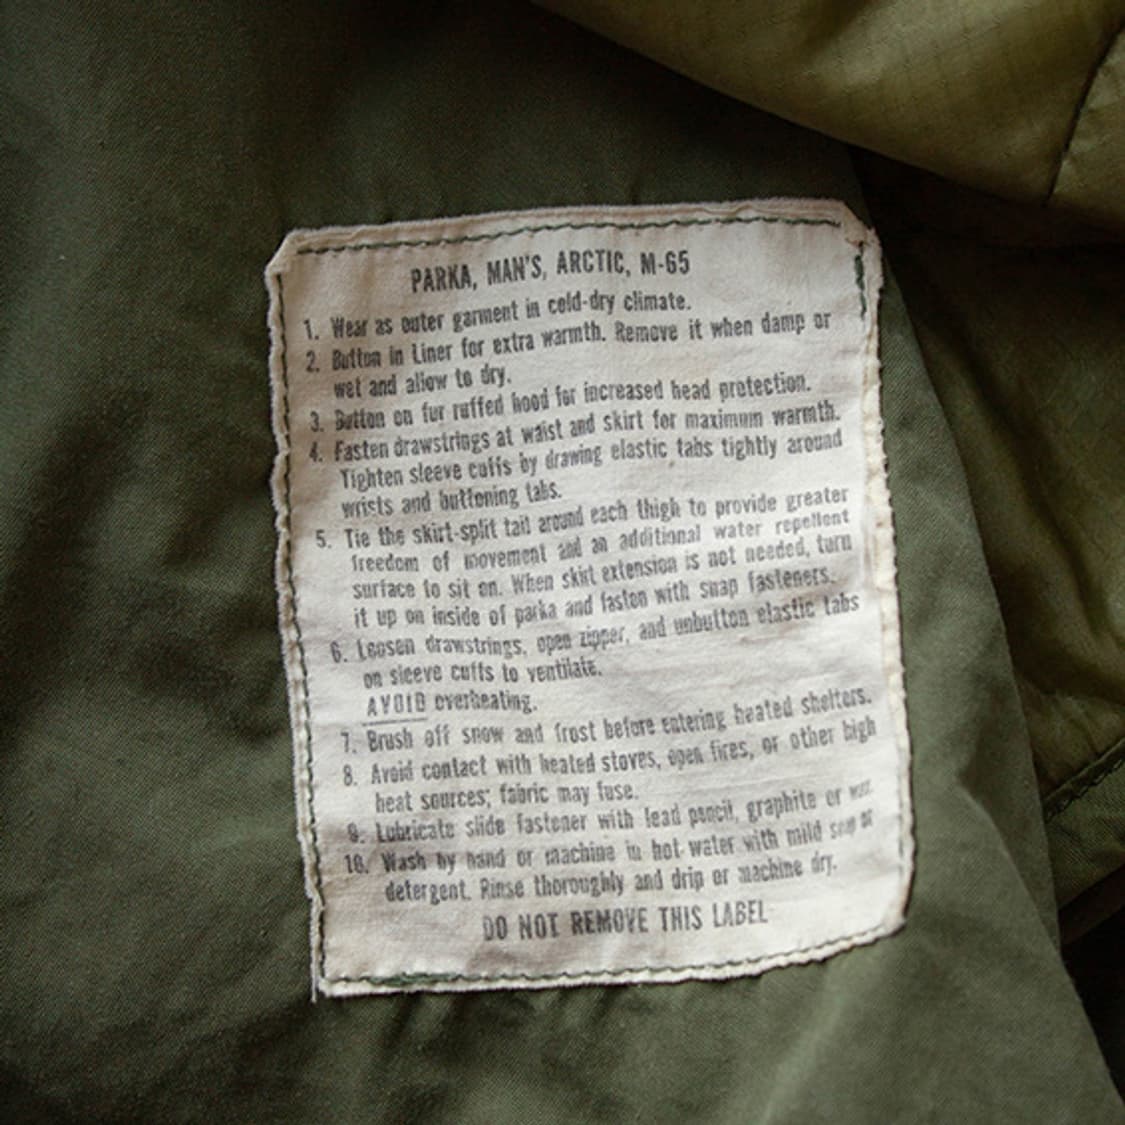 PARKA, MAN'S, ARCTIC, M-65
1. Wear as outer garment in cold-dry climate.
2. Button in Liner for extra warmth. Remove it when damp or
wet and allow to dry.
3. Button on fur ruffed hood for increased head protection.
4. Fasten drawstrings at waist and skirt for maximum warmth.
Tighten sleeve cuffs by drawing elastic tabs tightly around
wrists and buttoning tabs.
5. Tie the skirt-split tail around each thigh to provide greater
freedom of movement and an additional water repellent
surface to sit on. When skirt extension is not needed, turn
it up on inside of parka and fasten with snap fasteners.
6. Loosen drawstrings, open zipper, and unbutton elastic tabs
on sleeve cuffs to ventilate.
AVOID overheating.
7. Brush off snow and frost before entering heated shelters.
8. Avoid contact with heated stoves, open fires, or other high
heat sources; fabric may fuse.
9. Lubricate slide fastener with lead pencil, graphite or wax.
10. Wash by hand or machine in hot water with mild soap or
detergent. Rinse thoroughly and drip or machine dry.
DO NOT REMOVE THIS LABEL